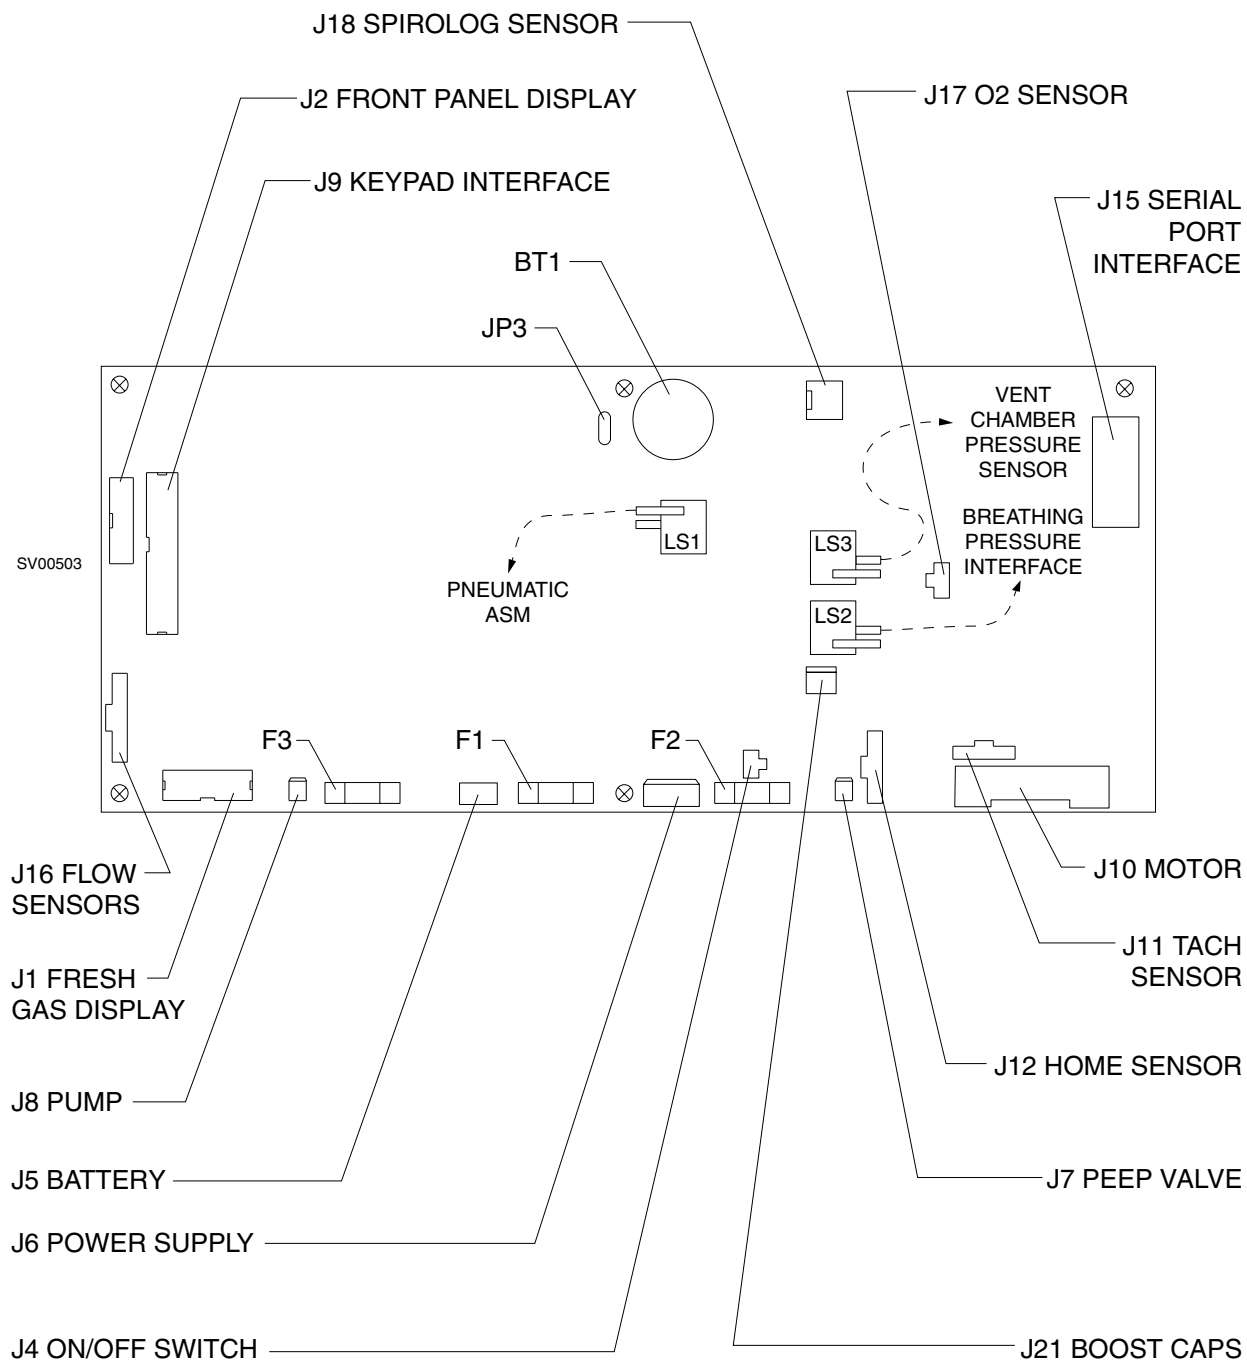 J18 SPIROLOG SENSOR
J2 FRONT PANEL DISPLAY
J17 O2 SENSOR
J9 KEYPAD INTERFACE
J15 SERIAL
PORT
INTERFACE
BT1
JP3
VENT
CHAMBER
PRESSURE
SENSOR
LS1
LS3
BREATHING
PRESSURE
INTERFACE
SV00503
PNEUMATIC
ASM
LS2
F3
F1
F2
J16 FLOW
SENSORS
J10 MOTOR
J11 TACH
SENSOR
J1 FRESH
GAS DISPLAY
J12 HOME SENSOR
J8 PUMP
J5 BATTERY
J7 PEEP VALVE
J6 POWER SUPPLY
J4 ON/OFF SWITCH
J21 BOOST CAPS